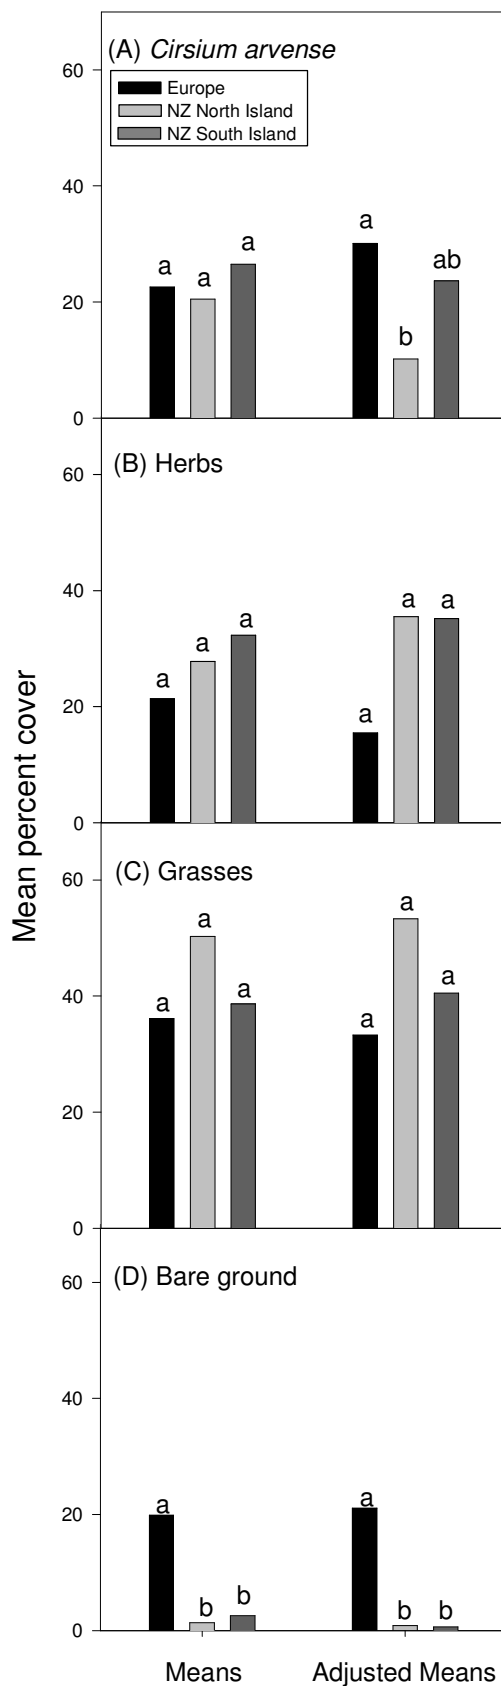 (A) Cirsium arvense
60
Europe
NZ North Island
NZ South Island
40
a a a a b ab
20
0
(B) Herbs
60
40
a a a a a a
20
0
Mean percent cover
(C) Grasses
60
a a a a a a
40
20
0
(D) Bare ground
60
40
20
a b b a b b
0
Means Adjusted Means